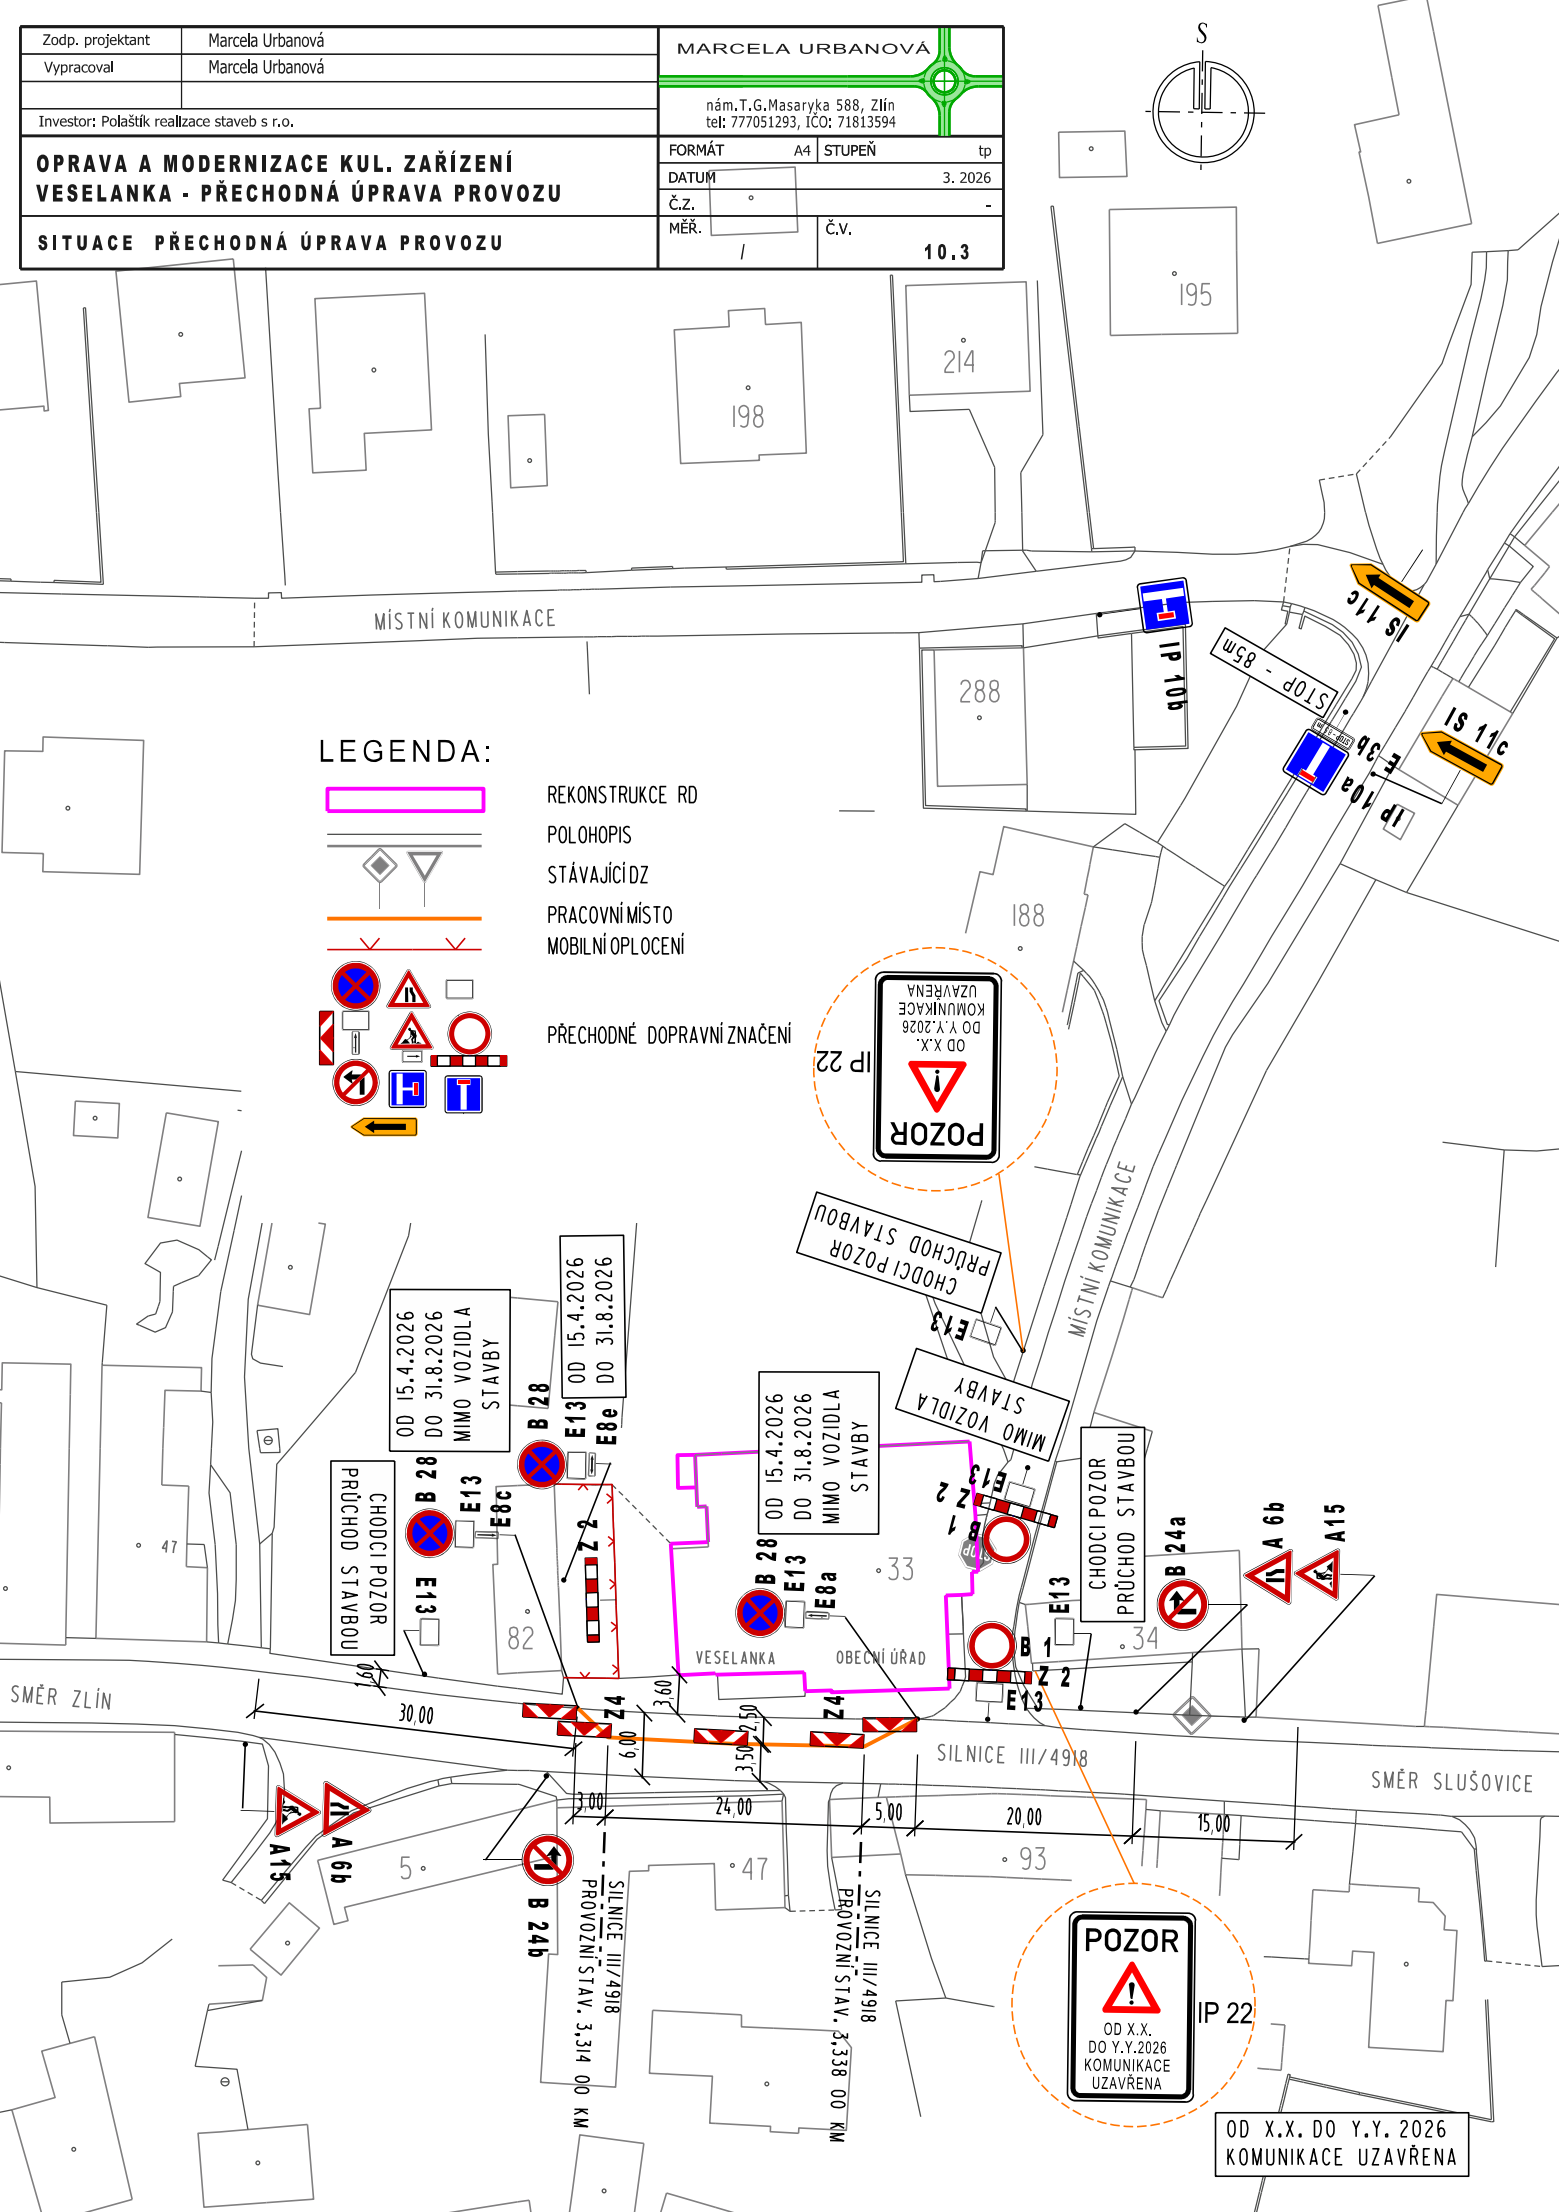 Zodp. projektant
Marcela Urbanová
Vypracoval
Marcela Urbanová
Investor: Polaštík realizace staveb s r.o.
OPRAVA A MODERNIZACE KUL. ZAŘÍZENÍ
VESELANKA - PŘECHODNÁ ÚPRAVA PROVOZU
SITUACE PŘECHODNÁ ÚPRAVA PROVOZU
MARCELA URBANOVÁ
nám.T.G.Masaryka 588, Zlín
tel: 777051293, IČO: 71813594
FORMÁT
A4
STUPEŇ
tp
DATUM
3. 2026
Č.Z.
-
MĚŘ.
/
Č.V.
10.3
S
195
214
198
MÍSTNÍ KOMUNIKACE
IP 10b
IS 11c
STOP - 85m
288
IS 11c
E 3b
IP 10a
STOP - 85m
LEGENDA:
REKONSTRUKCE RD
POLOHOPIS
STÁVAJÍCÍ DZ
PRACOVNÍ MÍSTO
MOBILNÍ OPLOCENÍ
PŘECHODNÉ DOPRAVNÍ ZNAČENÍ
188
POZOR
OD X.X.
DO Y.Y.2026
KOMUNIKACE
UZAVŘENA
IP 22
MÍSTNÍ KOMUNIKACE
CHODCI POZOR
PRŮCHOD STAVBOU
E13
MIMO VOZIDLA
STAVBY
E13
Z 2
B 1
STOP
OD 15.4.2026
DO 31.8.2026
MIMO VOZIDLA
STAVBY
B 28
E13
E8c
OD 15.4.2026
DO 31.8.2026
B 28
E13
E8e
OD 15.4.2026
DO 31.8.2026
MIMO VOZIDLA
STAVBY
B 28
E13
E8a
CHODCI POZOR
PRŮCHOD STAVBOU
E13
Z 2
CHODCI POZOR
PRŮCHOD STAVBOU
E13
B 24a
A 6b
A15
47
82
33
34
VESELANKA
OBECNÍ ÚŘAD
B 1
Z 2
E13
SMĚR ZLÍN
1,60
30,00
Z4
3,60
6,00
2,50
3,50
Z4
SILNICE III/4918
SMĚR SLUŠOVICE
3,00
24,00
5,00
20,00
15,00
A15
A 6b
5
B 24b
47
93
SILNICE III/4918
PROVOZNÍ STAV. 3,314 00 KM
SILNICE III/4918
PROVOZNÍ STAV. 3,338 00 KM
POZOR
OD X.X.
DO Y.Y.2026
KOMUNIKACE
UZAVŘENA
IP 22
OD X.X. DO Y.Y. 2026
KOMUNIKACE UZAVŘENA